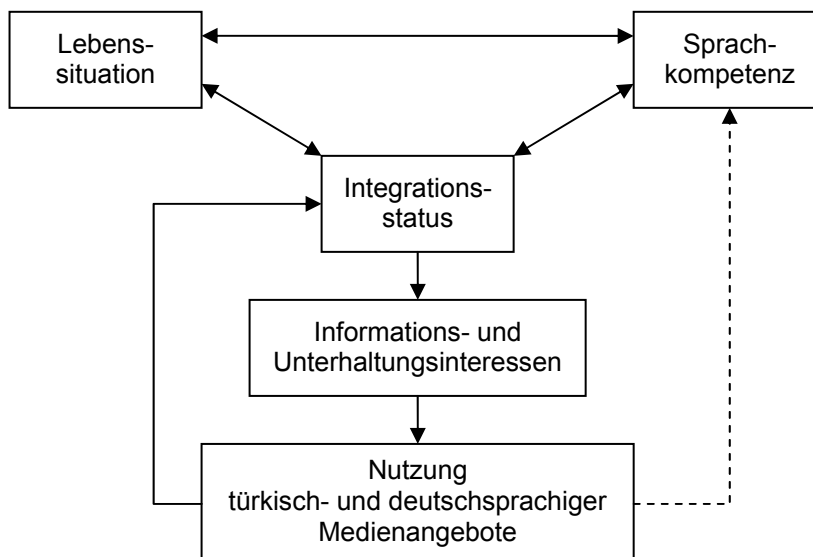 Lebens-
situation
Sprach-
kompetenz
Integrations-
status
Informations- und
Unterhaltungsinteressen
Nutzung
türkisch- und deutschsprachiger
Medienangebote